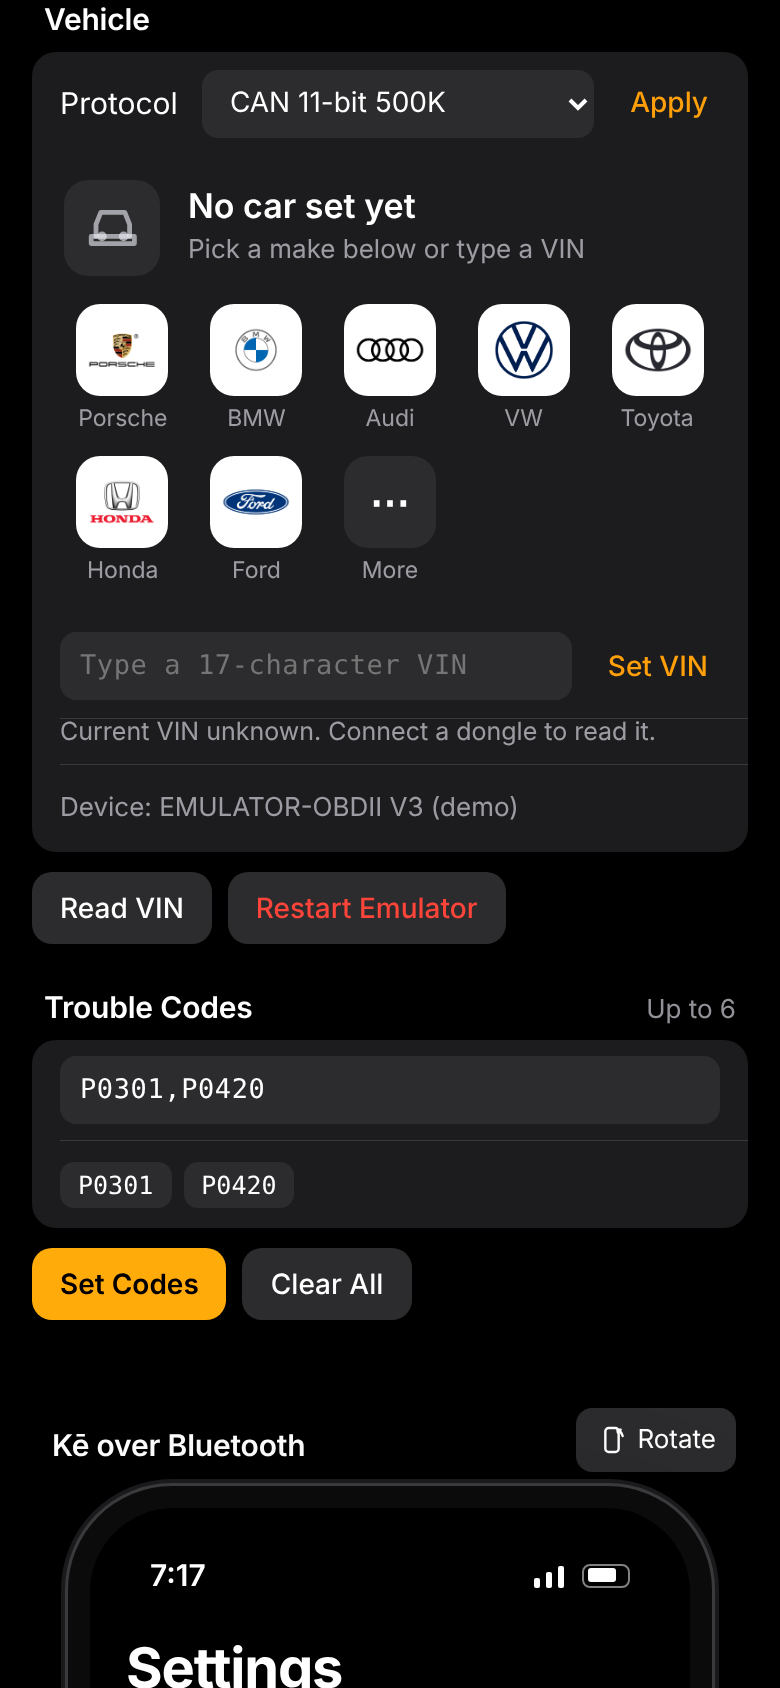 Vehicle
Protocol CAN 11-bit 500K Apply
No car set yet
Pick a make below or type a VIN
PORSCHE BMW
Porsche BMW Audi VW Toyota
HONDA Ford ...
Honda Ford More
Type a 17-character VIN Set VIN
Current VIN unknown. Connect a dongle to read it.
Device: EMULATOR-OBDII V3 (demo)
Read VIN Restart Emulator
Trouble Codes Up to 6
P0301,P0420
P0301 P0420
Set Codes Clear All
Kē over Bluetooth Rotate
7:17
Settings